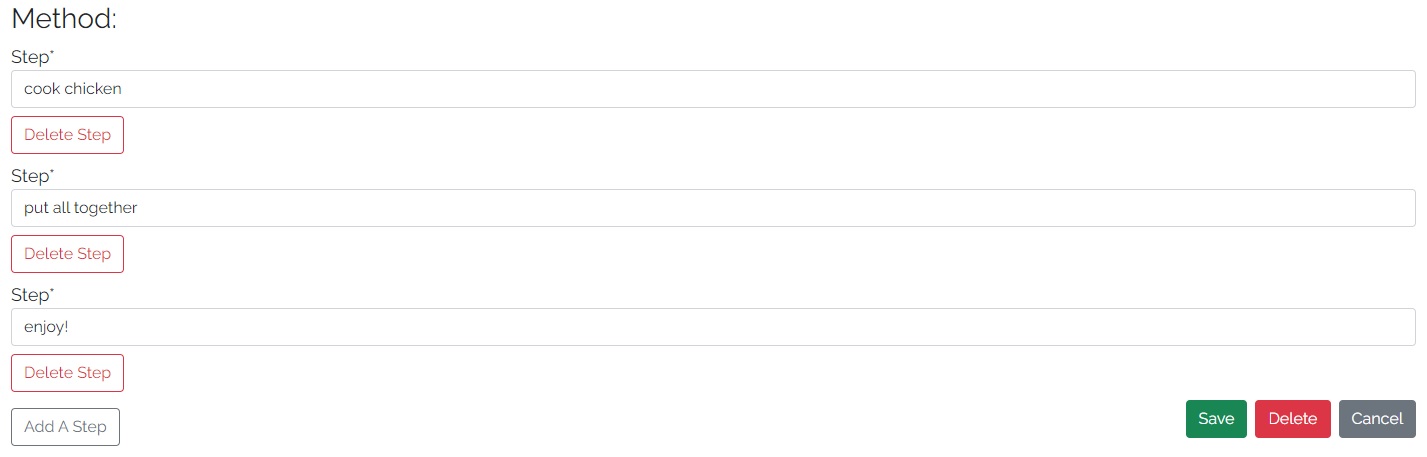 Method:
Step*
cook chicken
Delete Step
Step*
put all together
Delete Step
Step*
enjoy!
Delete Step
Add A Step
Save Delete Cancel